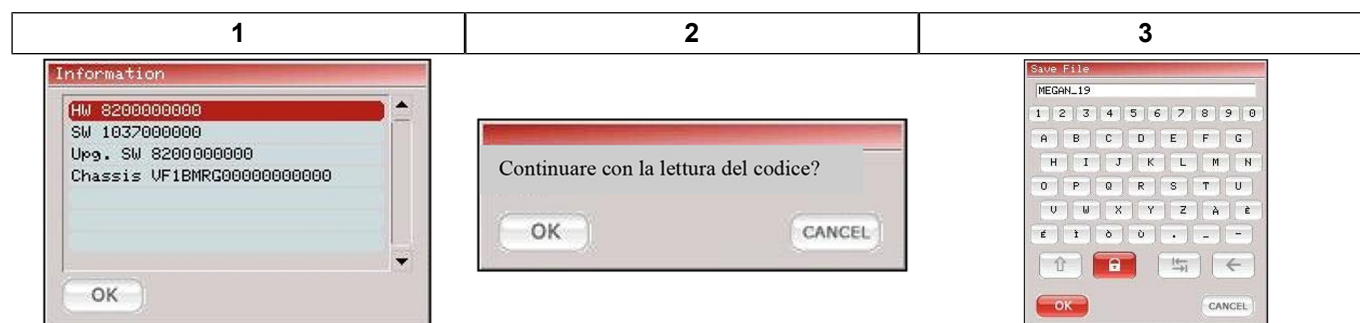 1 2 3
Information
HW 8200000000
SW 1037000000
Upg. SW 8200000000
Chassis VF1BMRG00000000000
OK
Continuare con la lettura del codice?
OK CANCEL
Save File
MEGAN_19
1 2 3 4 5 6 7 8 9 0
A B C D E F G
H I J K L M N
O P Q R S T U
V W X Y Z À È
É Ì Ò Ù . _ -
OK CANCEL